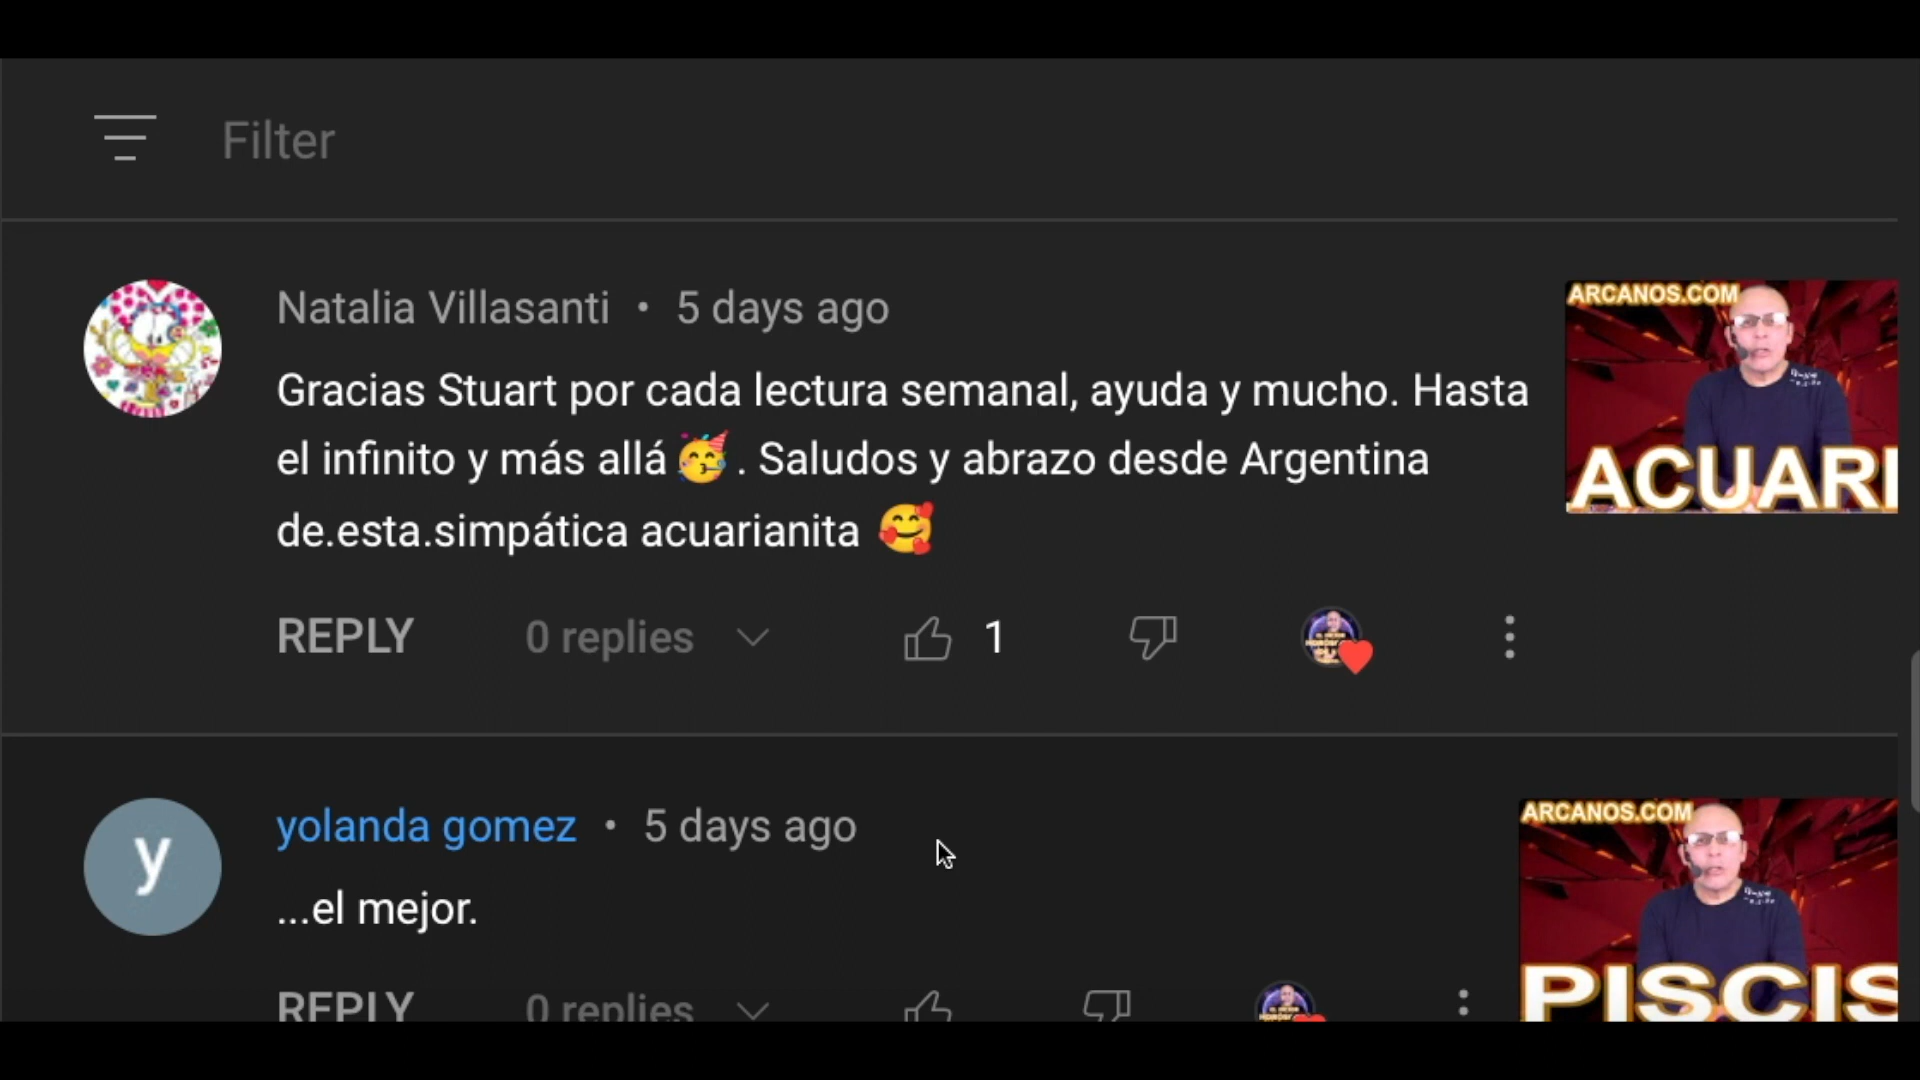 Filter
Natalia Villasanti • 5 days ago
Gracias Stuart por cada lectura semanal, ayuda y mucho. Hasta
el infinito y más allá🥳 . Saludos y abrazo desde Argentina
de.esta.simpática acuarianita 🥰
ARCANOS.COM
ACUARI
REPLY 0 replies 1
yolanda gomez • 5 days ago
y
...el mejor.
ARCANOS.COM
PISCIS
REPLY 0 replies